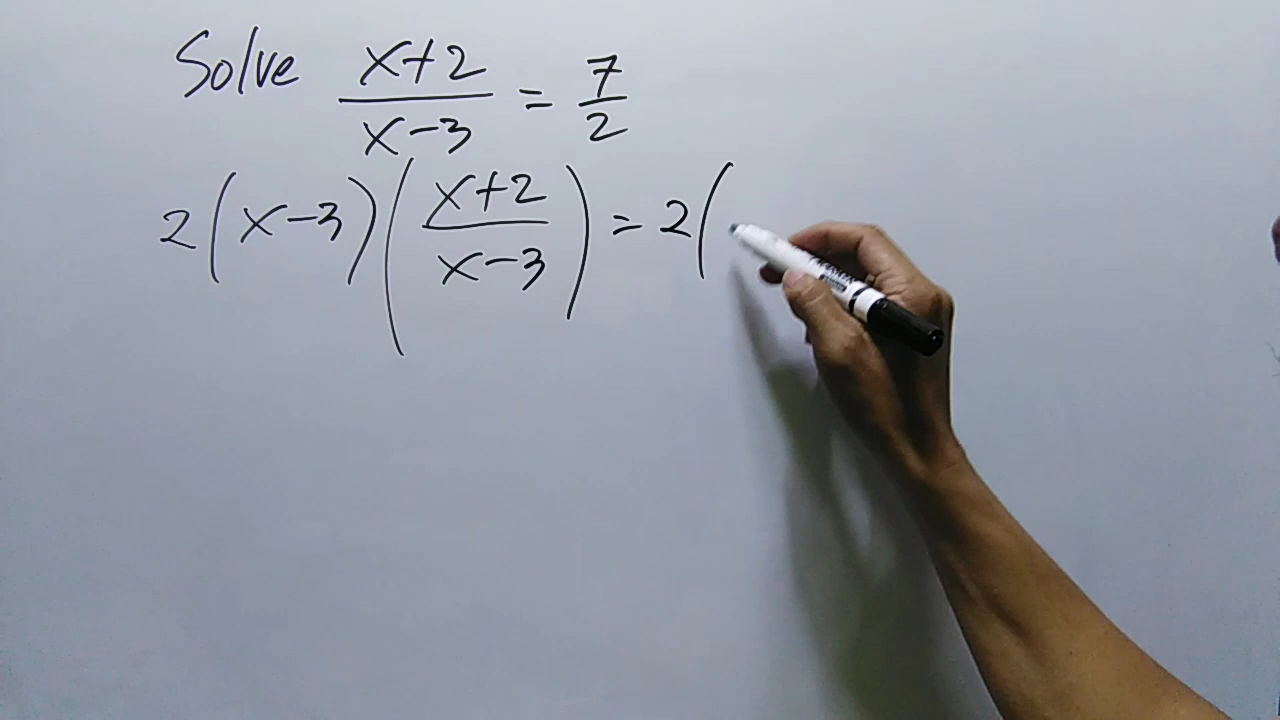 Solve (x+2)/(x-3) = 7/2
2(x-3)((x+2)/(x-3)) = 2(